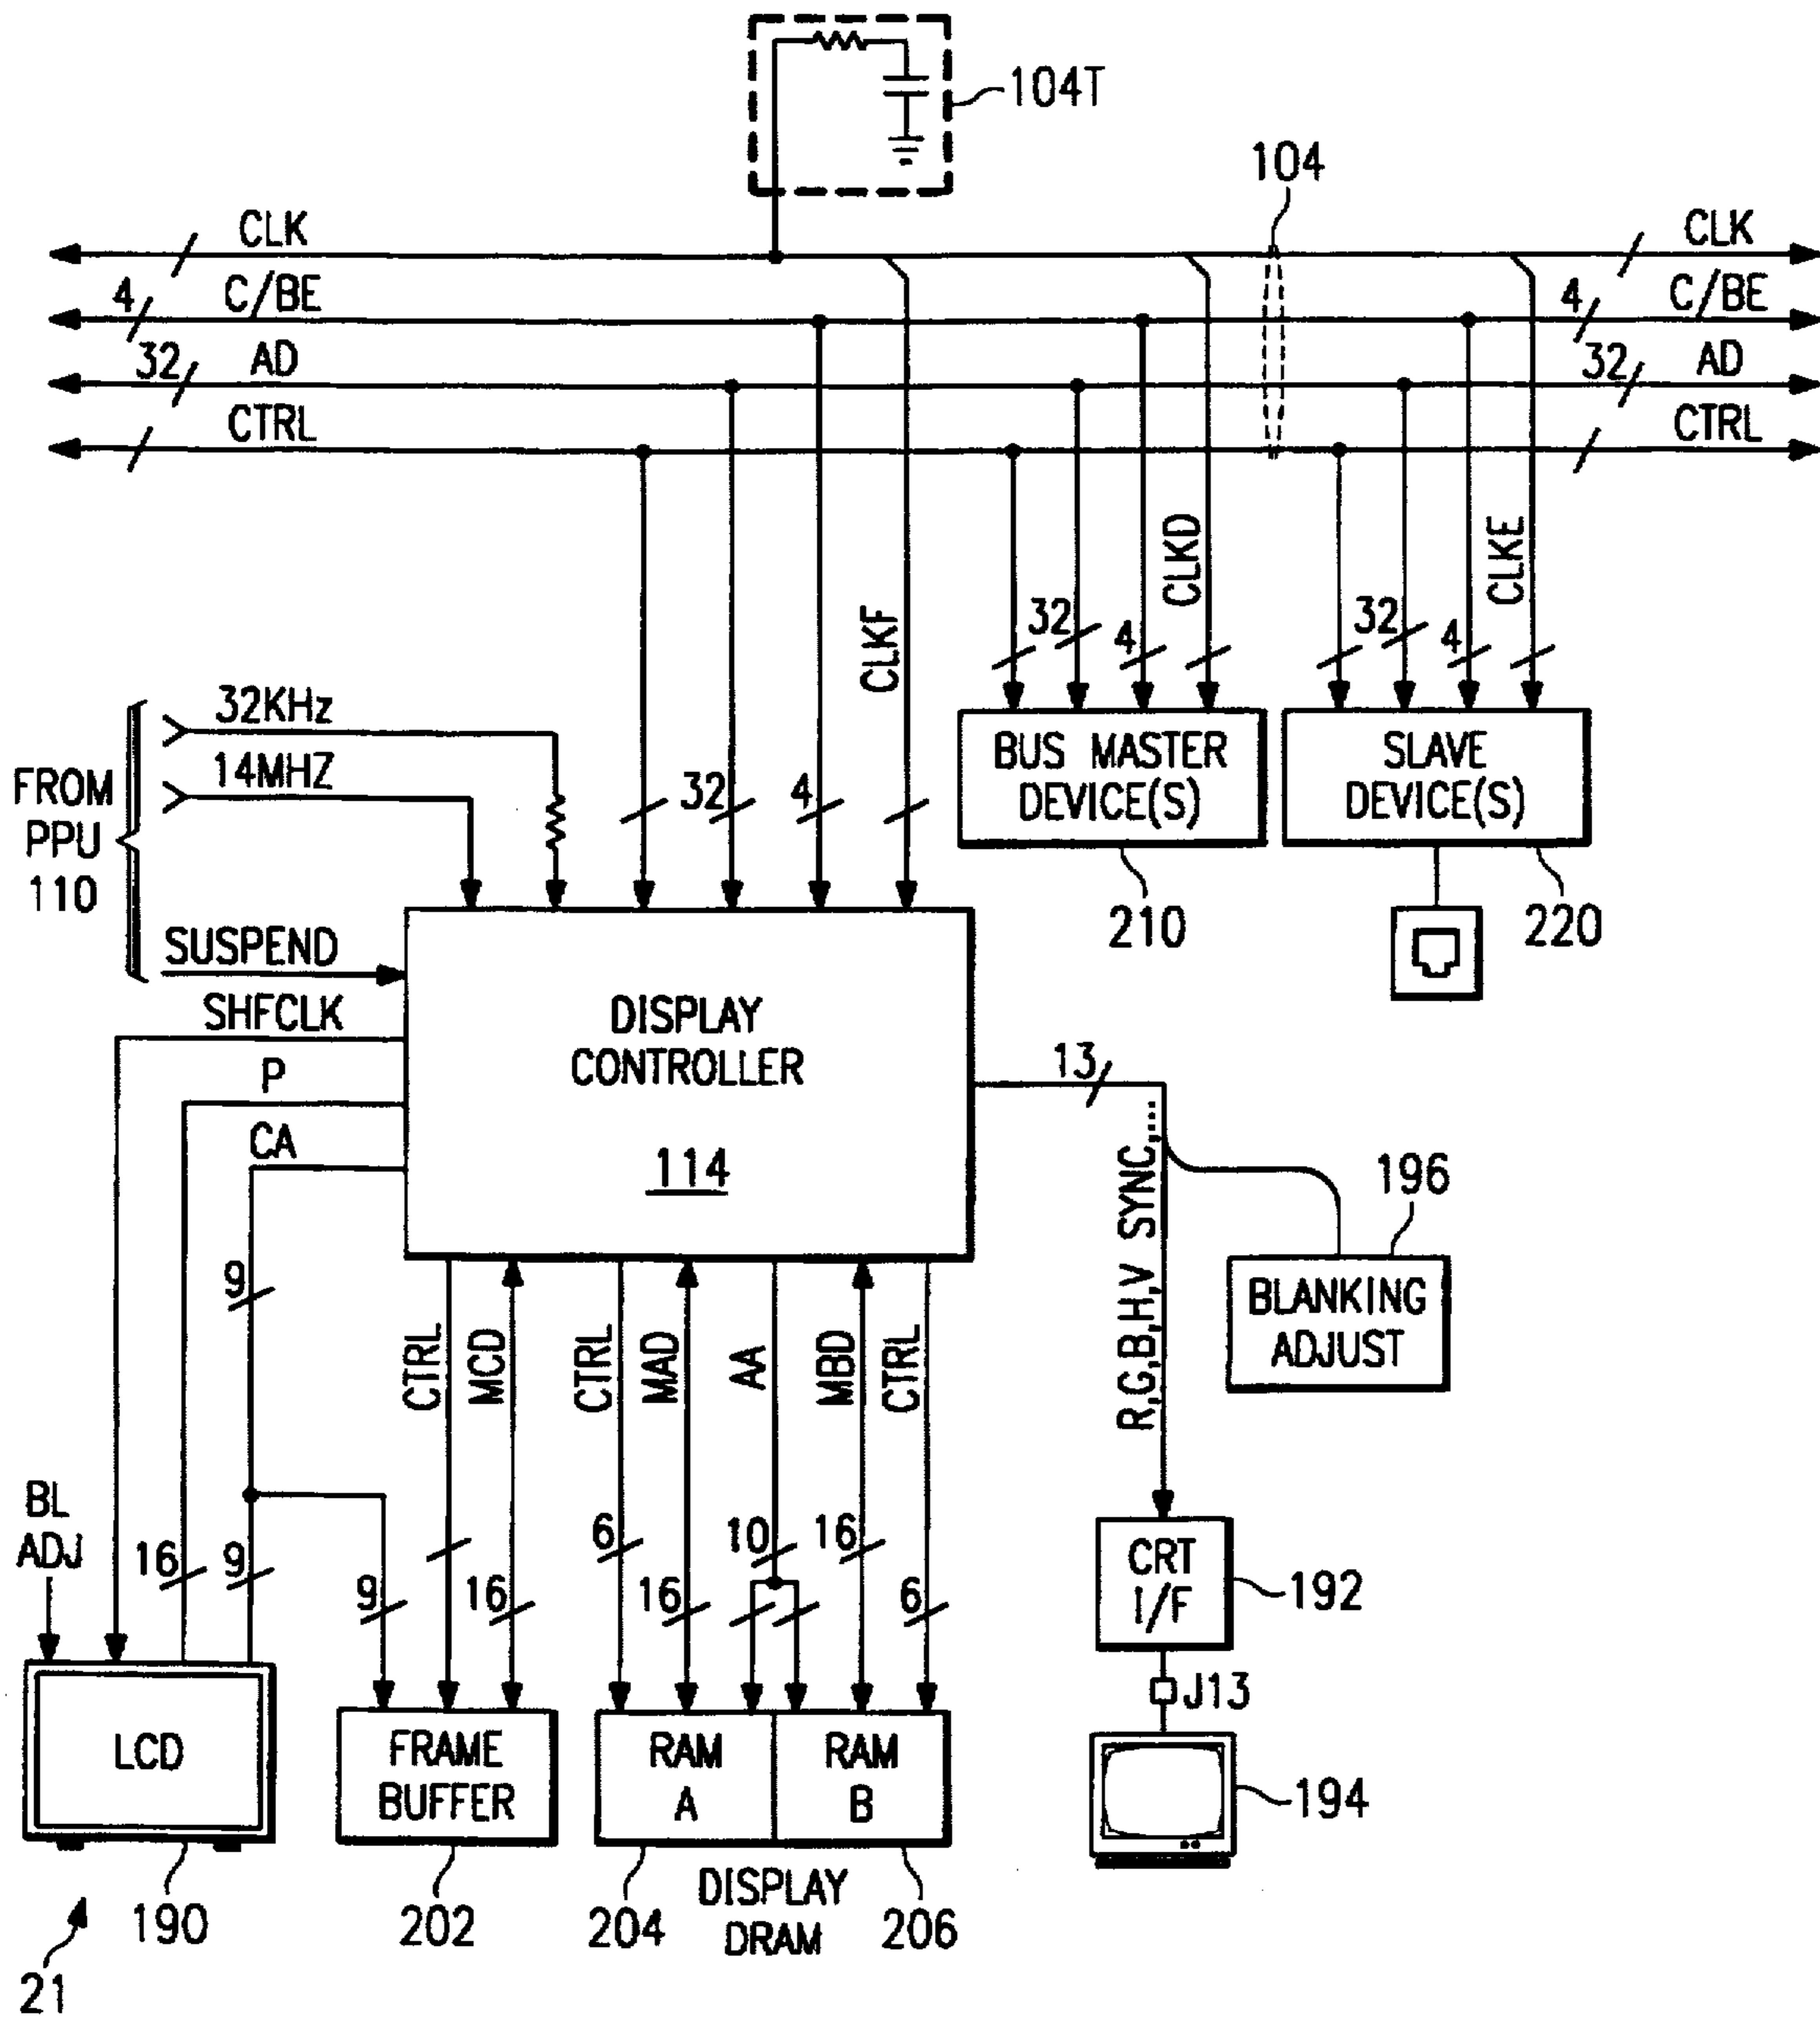 104T
104
CLK
CLK
4
C/BE
4
C/BE
32
AD
32
AD
CTRL
CTRL
CLKF
CLKD
CLKE
32
4
32
4
32KHz
14MHZ
32
4
FROM
PPU
110
BUS MASTER
DEVICE(S)
SLAVE
DEVICE(S)
210
220
SUSPEND
SHFCLK
P
CA
DISPLAY
CONTROLLER
114
13
R,G,B,H,V SYNC,...
196
BLANKING
ADJUST
9
CTRL
MCD
CTRL
MAD
AA
MBD
CTRL
BL
ADJ
16
9
9
16
6
16
10
16
6
CRT
I/F
192
J13
LCD
FRAME
BUFFER
RAM
A
RAM
B
194
190
202
204
DISPLAY
DRAM
206
21